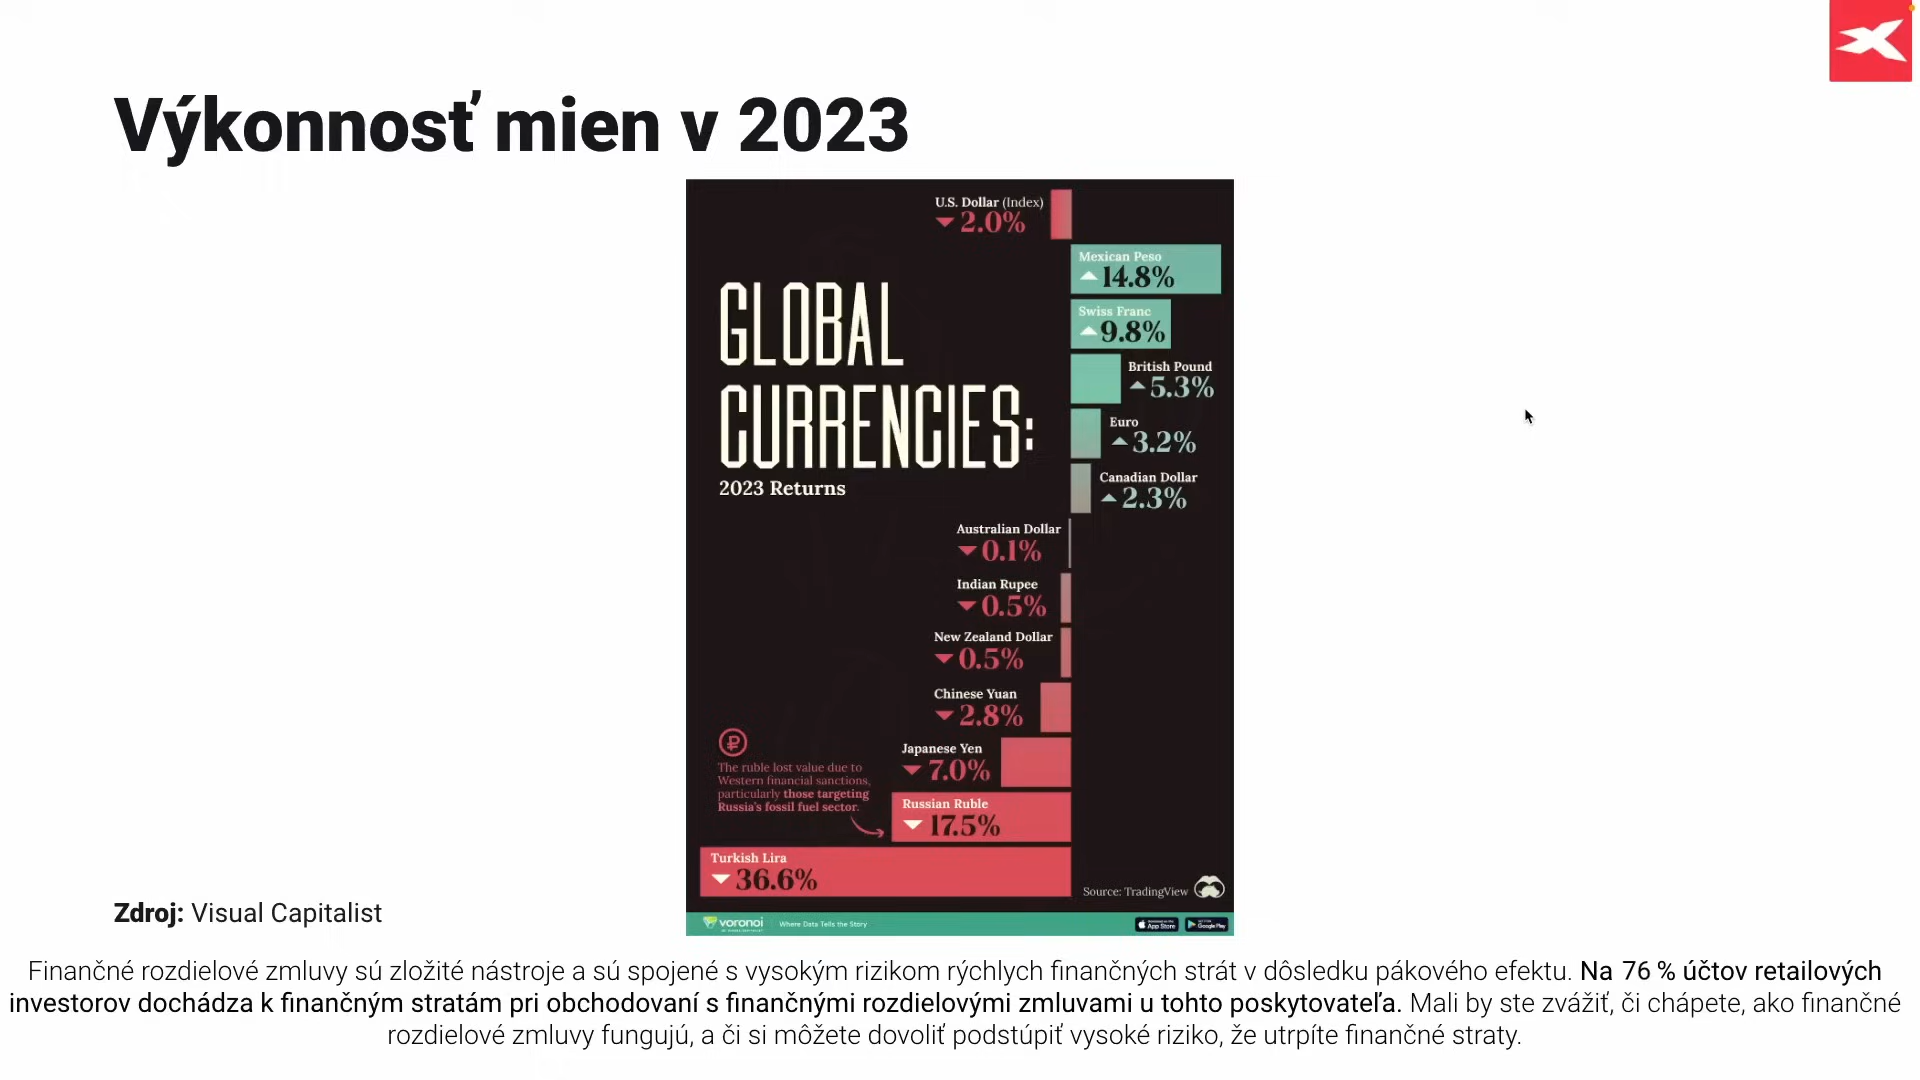 Výkonnosť mien v 2023
U.S. Dollar (Index)
2.0%
Mexican Peso
14.8%
Swiss Franc
9.8%
GLOBAL
CURRENCIES:
2023 Returns
British Pound
5.3%
Euro
3.2%
Canadian Dollar
2.3%
Australian Dollar
0.1%
Indian Rupee
0.5%
New Zealand Dollar
0.5%
Chinese Yuan
2.8%
Japanese Yen
7.0%
The ruble lost value due to
Western financial sanctions,
particularly those targeting
Russia's fossil fuel sector.
Russian Ruble
17.5%
Turkish Lira
36.6%
Source: TradingView
voronoi
Where Data Tells the Story
App Store
Google Play
Zdroj: Visual Capitalist
Finančné rozdielové zmluvy sú zložité nástroje a sú spojené s vysokým rizikom rýchlych finančných strát v dôsledku pákového efektu. Na 76 % účtov retailových
investorov dochádza k finančným stratám pri obchodovaní s finančnými rozdielovými zmluvami u tohto poskytovateľa. Mali by ste zvážiť, či chápete, ako finančné
rozdielové zmluvy fungujú, a či si môžete dovoliť podstúpiť vysoké riziko, že utrpíte finančné straty.